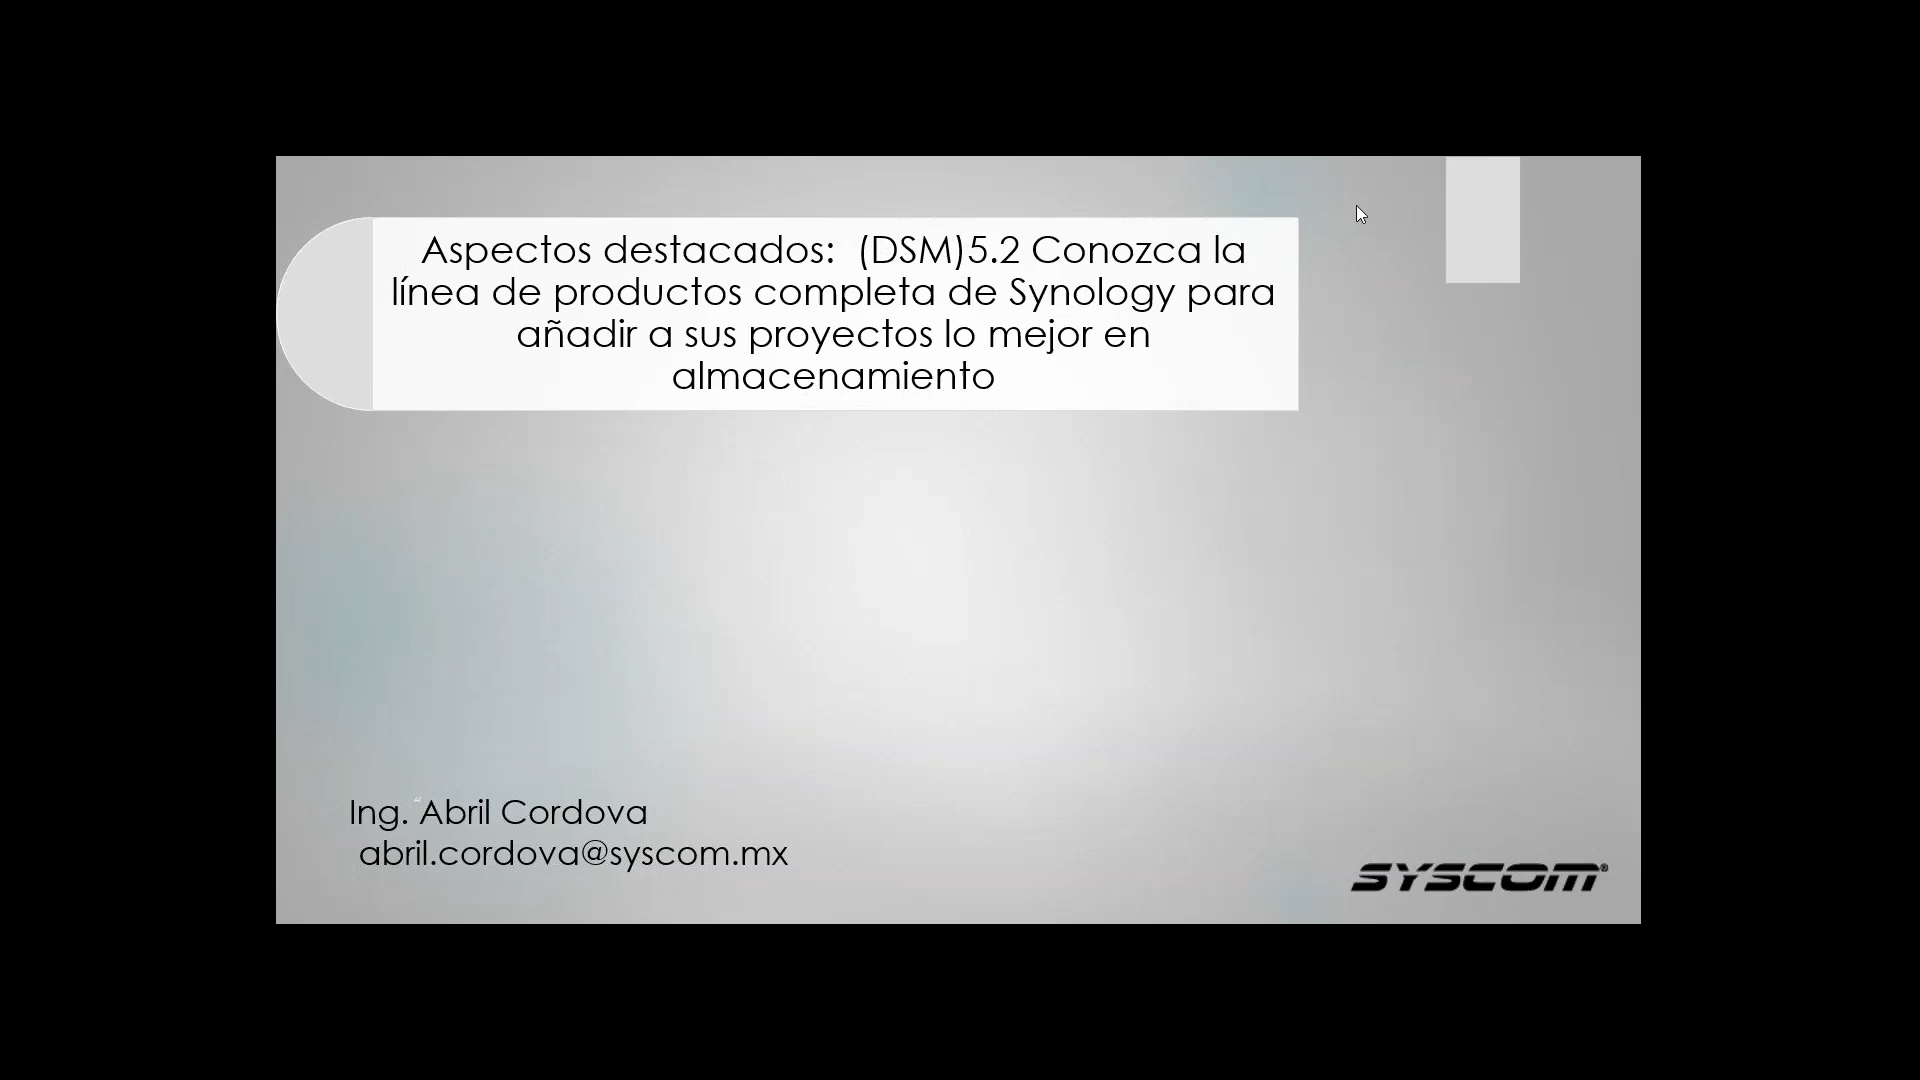 Aspectos destacados:  (DSM)5.2 Conozca la
línea de productos completa de Synology para
añadir a sus proyectos lo mejor en
almacenamiento
Ing. Abril Cordova
abril.cordova@syscom.mx
SYSCOM®